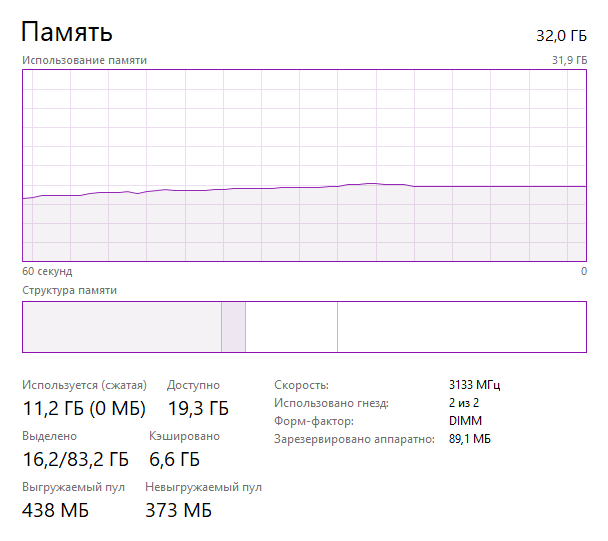 Память 32,0 ГБ
Использование памяти 31,9 ГБ
60 секунд 0
Структура памяти
Используется (сжатая) Доступно
11,2 ГБ (0 МБ) 19,3 ГБ
Выделено Кэшировано
16,2/83,2 ГБ 6,6 ГБ
Выгружаемый пул Невыгружаемый пул
438 МБ 373 МБ
Скорость: 3133 МГц
Использовано гнезд: 2 из 2
Форм-фактор: DIMM
Зарезервировано аппаратно: 89,1 МБ